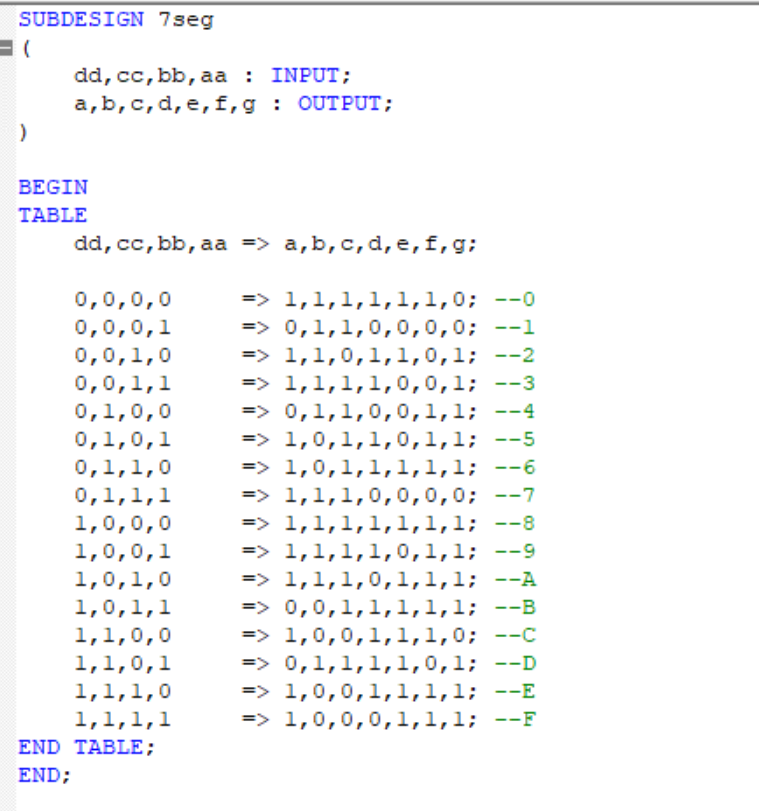 SUBDESIGN 7seg
(
    dd,cc,bb,aa : INPUT;
    a,b,c,d,e,f,g : OUTPUT;
)
BEGIN
TABLE
    dd,cc,bb,aa => a,b,c,d,e,f,g;
    0,0,0,0     => 1,1,1,1,1,1,0; --0
    0,0,0,1     => 0,1,1,0,0,0,0; --1
    0,0,1,0     => 1,1,0,1,1,0,1; --2
    0,0,1,1     => 1,1,1,1,0,0,1; --3
    0,1,0,0     => 0,1,1,0,0,1,1; --4
    0,1,0,1     => 1,0,1,1,0,1,1; --5
    0,1,1,0     => 1,0,1,1,1,1,1; --6
    0,1,1,1     => 1,1,1,0,0,0,0; --7
    1,0,0,0     => 1,1,1,1,1,1,1; --8
    1,0,0,1     => 1,1,1,1,0,1,1; --9
    1,0,1,0     => 1,1,1,0,1,1,1; --A
    1,0,1,1     => 0,0,1,1,1,1,1; --B
    1,1,0,0     => 1,0,0,1,1,1,0; --C
    1,1,0,1     => 0,1,1,1,1,0,1; --D
    1,1,1,0     => 1,0,0,1,1,1,1; --E
    1,1,1,1     => 1,0,0,0,1,1,1; --F
END TABLE;
END;